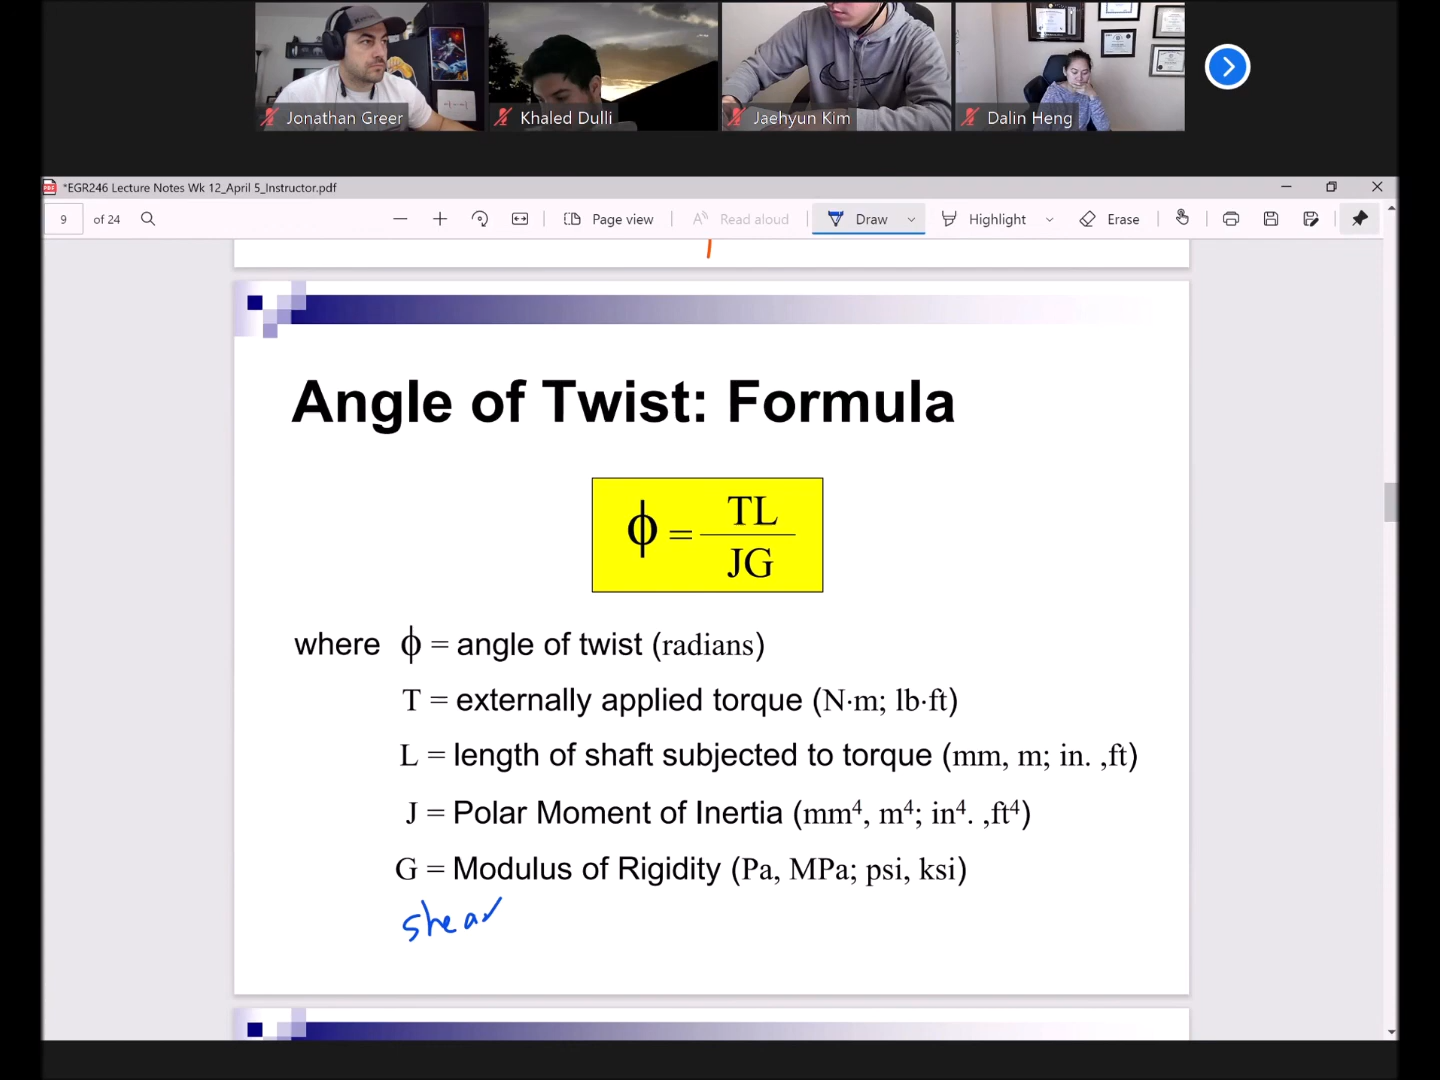 Jonathan Greer
Khaled Dulli
Jaehyun Kim
Dalin Heng
*EGR246 Lecture Notes Wk 12_April 5_Instructor.pdf
9 of 24 Page view Read aloud Draw Highlight Erase
Angle of Twist: Formula
ϕ = TL
JG
where ϕ = angle of twist (radians)
T = externally applied torque (N·m; lb·ft)
L = length of shaft subjected to torque (mm, m; in. ,ft)
J = Polar Moment of Inertia (mm⁴, m⁴; in⁴. ,ft⁴)
G = Modulus of Rigidity (Pa, MPa; psi, ksi)
shear